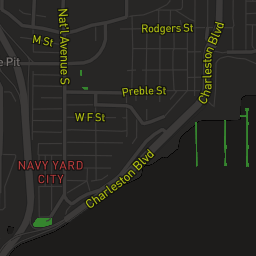 Rodgers St
M St
Nat'l Avenue S
Charleston Blvd
e Pit
Preble St
W F St
NAVY YARD
CITY
Charleston Blvd